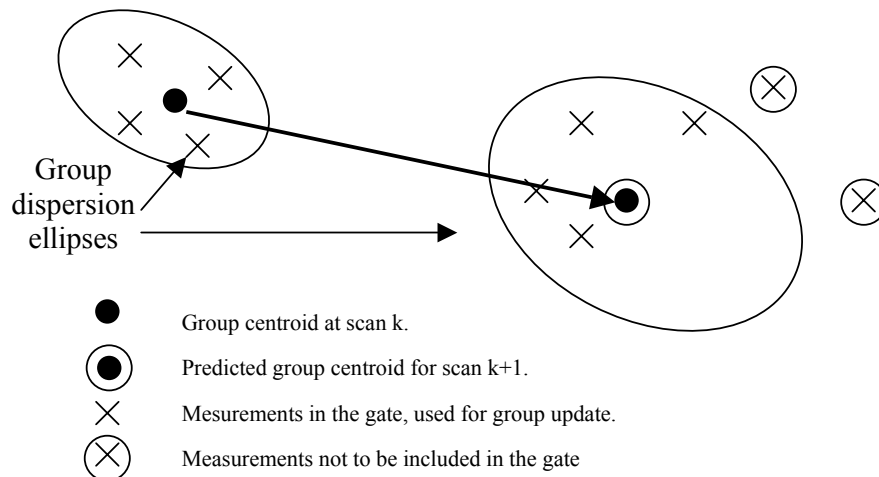 Group
dispersion
ellipses
Group centroid at scan k.
Predicted group centroid for scan k+1.
Mesurements in the gate, used for group update.
Measurements not to be included in the gate